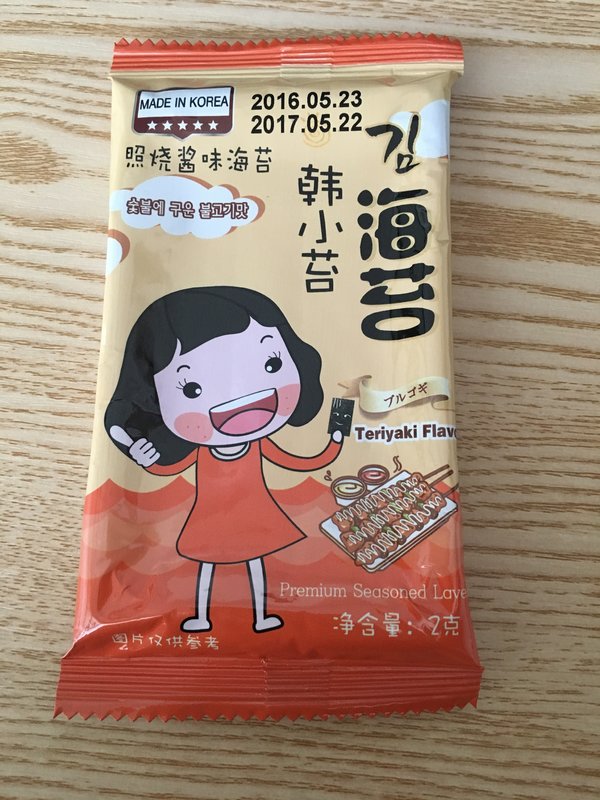 MADE IN KOREA
2016.05.23
2017.05.22
照烧酱味海苔
숯불에 구운 불고기맛
韩小苔
김
海苔
プルゴギ
Teriyaki Flavo
Premium Seasoned Lave
净含量：2克
图片仅供参考